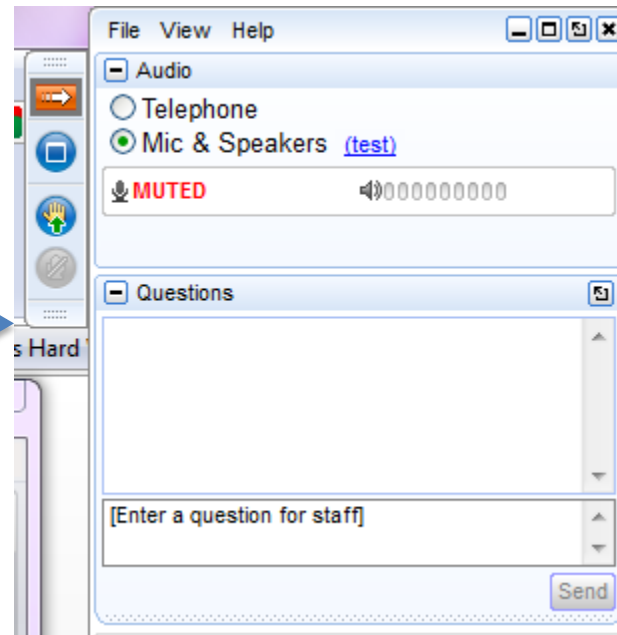 File View Help
Audio
Telephone
Mic & Speakers (test)
MUTED
Questions
s Hard
[Enter a question for staff]
Send